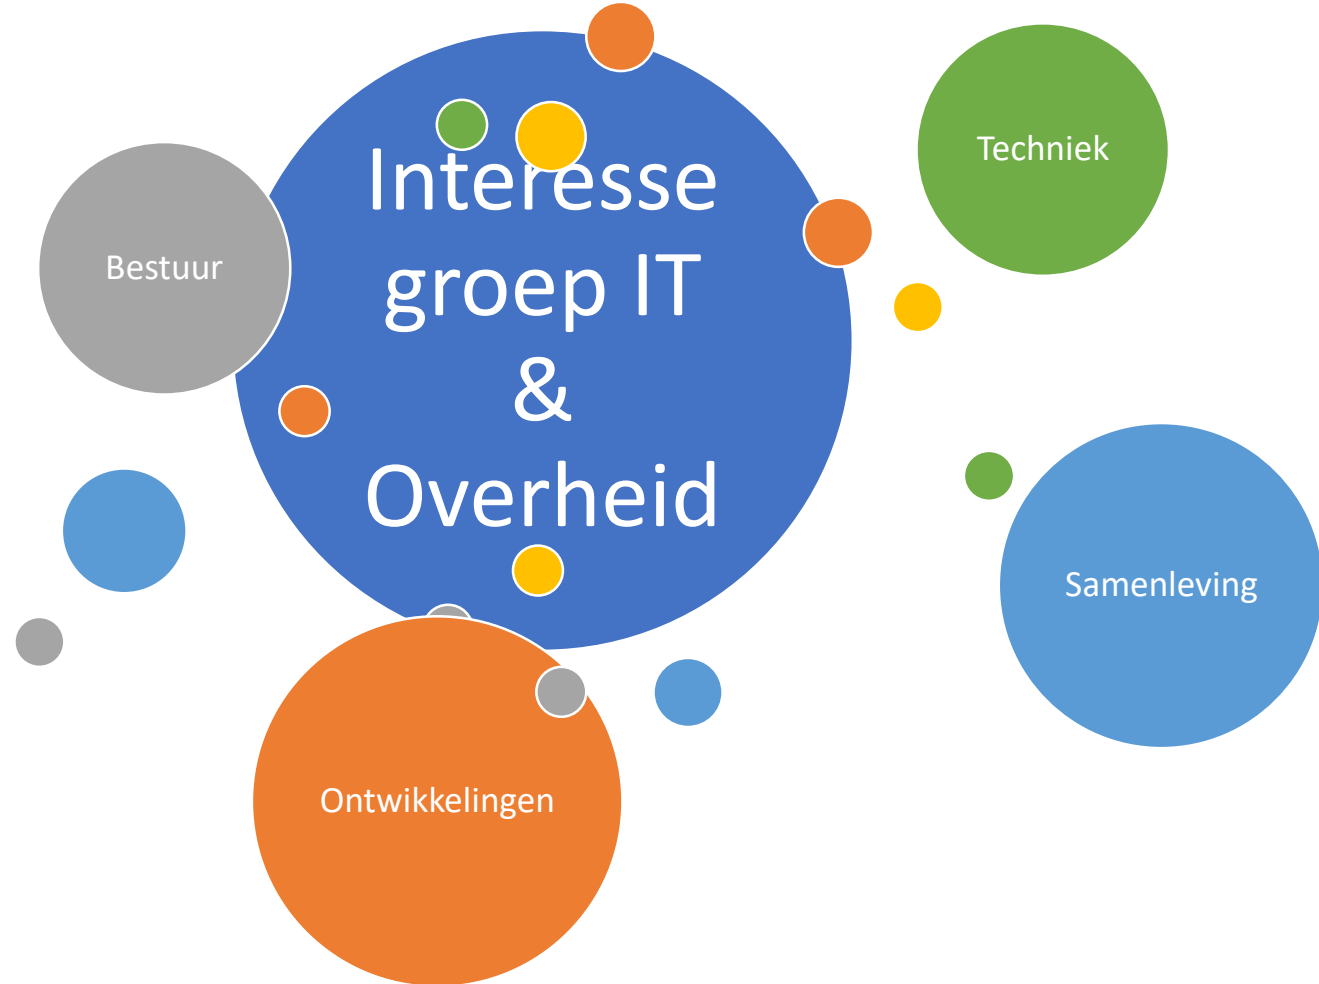 Interesse
groep IT
&
Overheid
Techniek
Bestuur
Samenleving
Ontwikkelingen